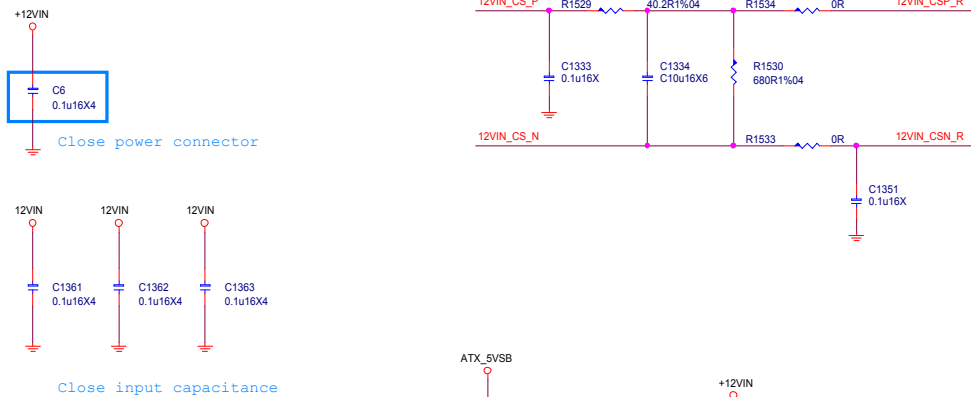 +12VIN
C6
0.1u16X4
Close power connector
12VIN
12VIN
12VIN
C1361
0.1u16X4
C1362
0.1u16X4
C1363
0.1u16X4
Close input capacitance
12VIN_CS_P
R1529
40.2R1%04
R1534
0R
12VIN_CSP_R
C1333
0.1u16X
C1334
C10u16X6
R1530
680R1%04
12VIN_CS_N
R1533
0R
12VIN_CSN_R
C1351
0.1u16X
ATX_5VSB
+12VIN